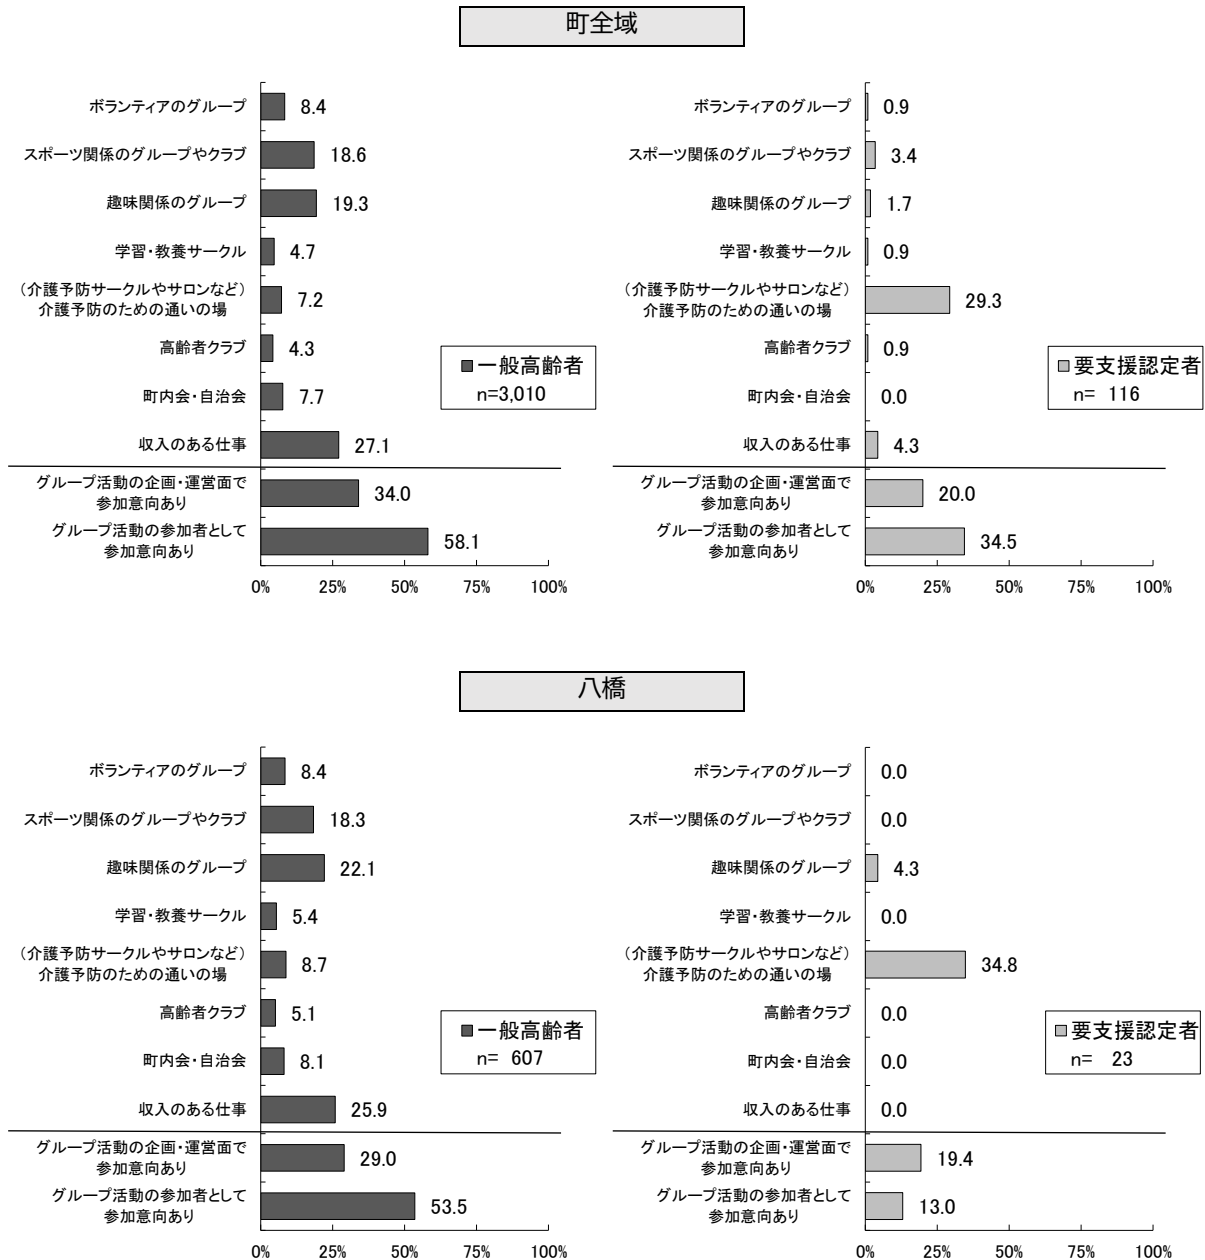 町全域
ボランティアのグループ 8.4
スポーツ関係のグループやクラブ 18.6
趣味関係のグループ 19.3
学習・教養サークル 4.7
（介護予防サークルやサロンなど）
介護予防のための通いの場 7.2
高齢者クラブ 4.3
町内会・自治会 7.7
収入のある仕事 27.1
グループ活動の企画・運営面で
参加意向あり 34.0
グループ活動の参加者として
参加意向あり 58.1
0% 25% 50% 75% 100%
一般高齢者
n=3,010
ボランティアのグループ 0.9
スポーツ関係のグループやクラブ 3.4
趣味関係のグループ 1.7
学習・教養サークル 0.9
（介護予防サークルやサロンなど）
介護予防のための通いの場 29.3
高齢者クラブ 0.9
町内会・自治会 0.0
収入のある仕事 4.3
グループ活動の企画・運営面で
参加意向あり 20.0
グループ活動の参加者として
参加意向あり 34.5
0% 25% 50% 75% 100%
要支援認定者
n= 116
八橋
ボランティアのグループ 8.4
スポーツ関係のグループやクラブ 18.3
趣味関係のグループ 22.1
学習・教養サークル 5.4
（介護予防サークルやサロンなど）
介護予防のための通いの場 8.7
高齢者クラブ 5.1
町内会・自治会 8.1
収入のある仕事 25.9
グループ活動の企画・運営面で
参加意向あり 29.0
グループ活動の参加者として
参加意向あり 53.5
0% 25% 50% 75% 100%
一般高齢者
n= 607
ボランティアのグループ 0.0
スポーツ関係のグループやクラブ 0.0
趣味関係のグループ 4.3
学習・教養サークル 0.0
（介護予防サークルやサロンなど）
介護予防のための通いの場 34.8
高齢者クラブ 0.0
町内会・自治会 0.0
収入のある仕事 0.0
グループ活動の企画・運営面で
参加意向あり 19.4
グループ活動の参加者として
参加意向あり 13.0
0% 25% 50% 75% 100%
要支援認定者
n= 23